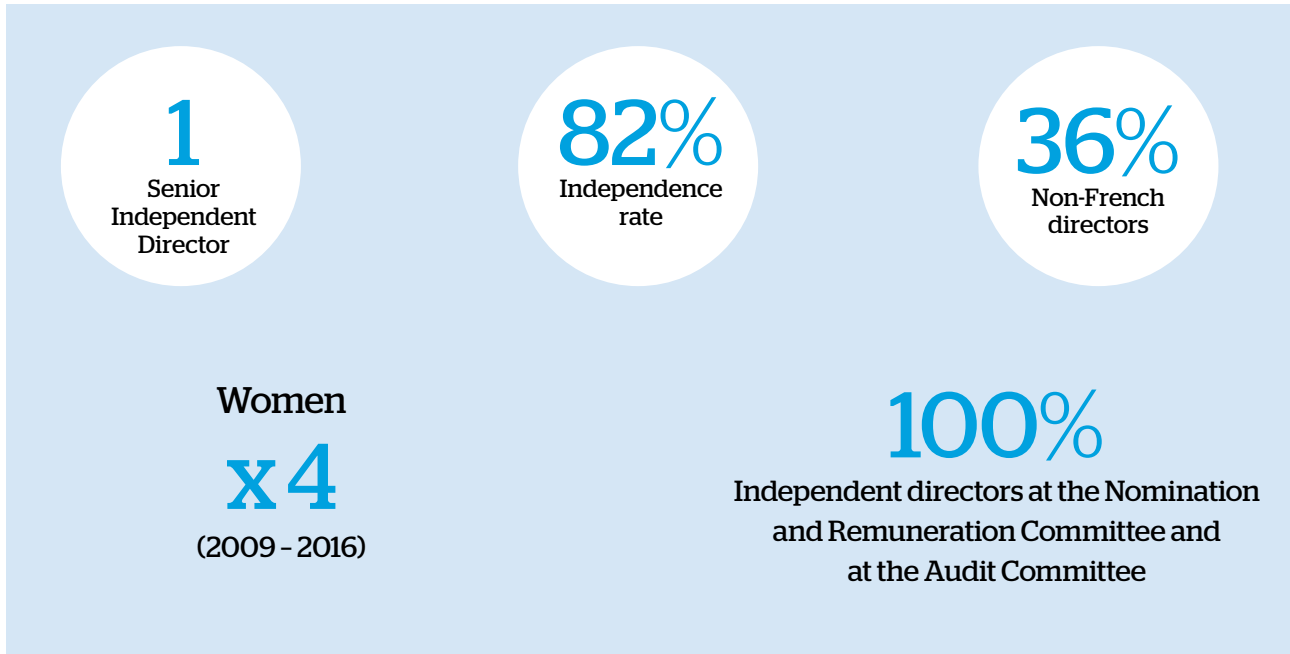 1
Senior
Independent
Director
82%
Independence
rate
36%
Non-French
directors
Women
x 4
(2009 – 2016)
100%
Independent directors at the Nomination
and Remuneration Committee and
at the Audit Committee